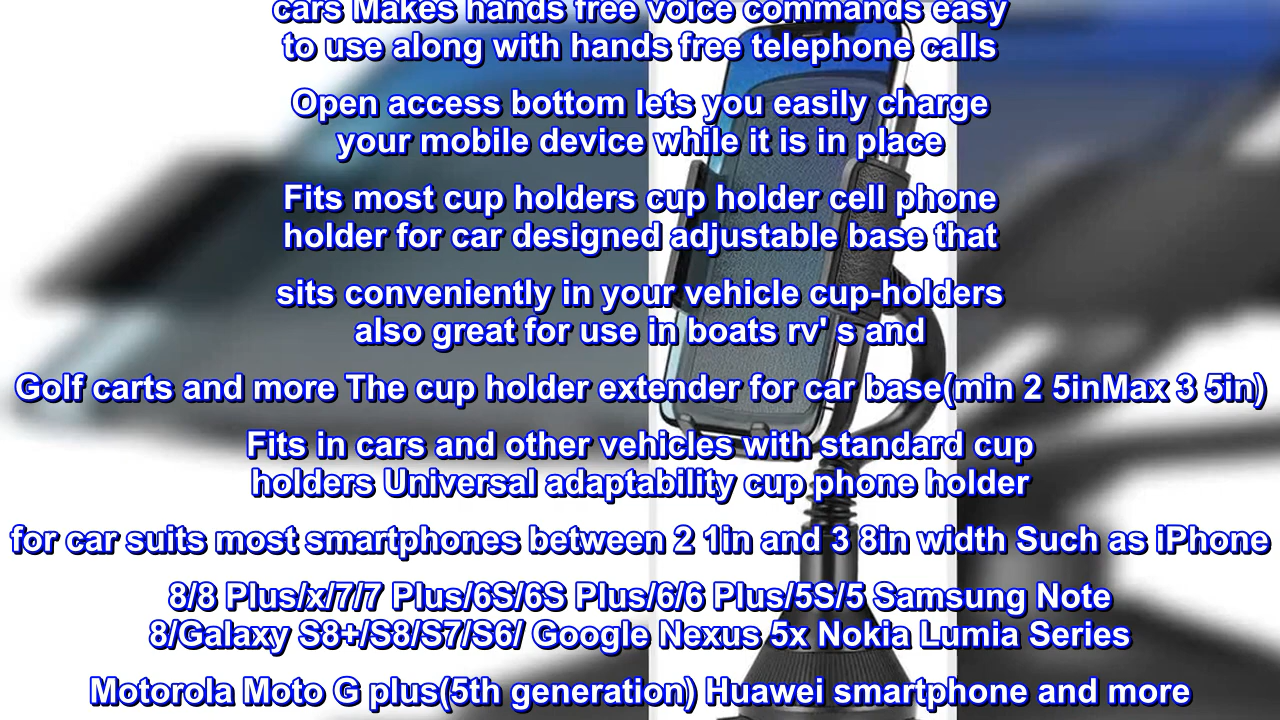 cars Makes hands free voice commands easy
to use along with hands free telephone calls
Open access bottom lets you easily charge
your mobile device while it is in place
Fits most cup holders cup holder cell phone
holder for car designed adjustable base that
sits conveniently in your vehicle cup-holders
also great for use in boats rv' s and
Golf carts and more The cup holder extender for car base(min 2 5inMax 3 5in)
Fits in cars and other vehicles with standard cup
holders Universal adaptability cup phone holder
for car suits most smartphones between 2 1in and 3 8in width Such as iPhone
8/8 Plus/x/7/7 Plus/6S/6S Plus/6/6 Plus/5S/5 Samsung Note
8/Galaxy S8+/S8/S7/S6/ Google Nexus 5x Nokia Lumia Series
Motorola Moto G plus(5th generation) Huawei smartphone and more